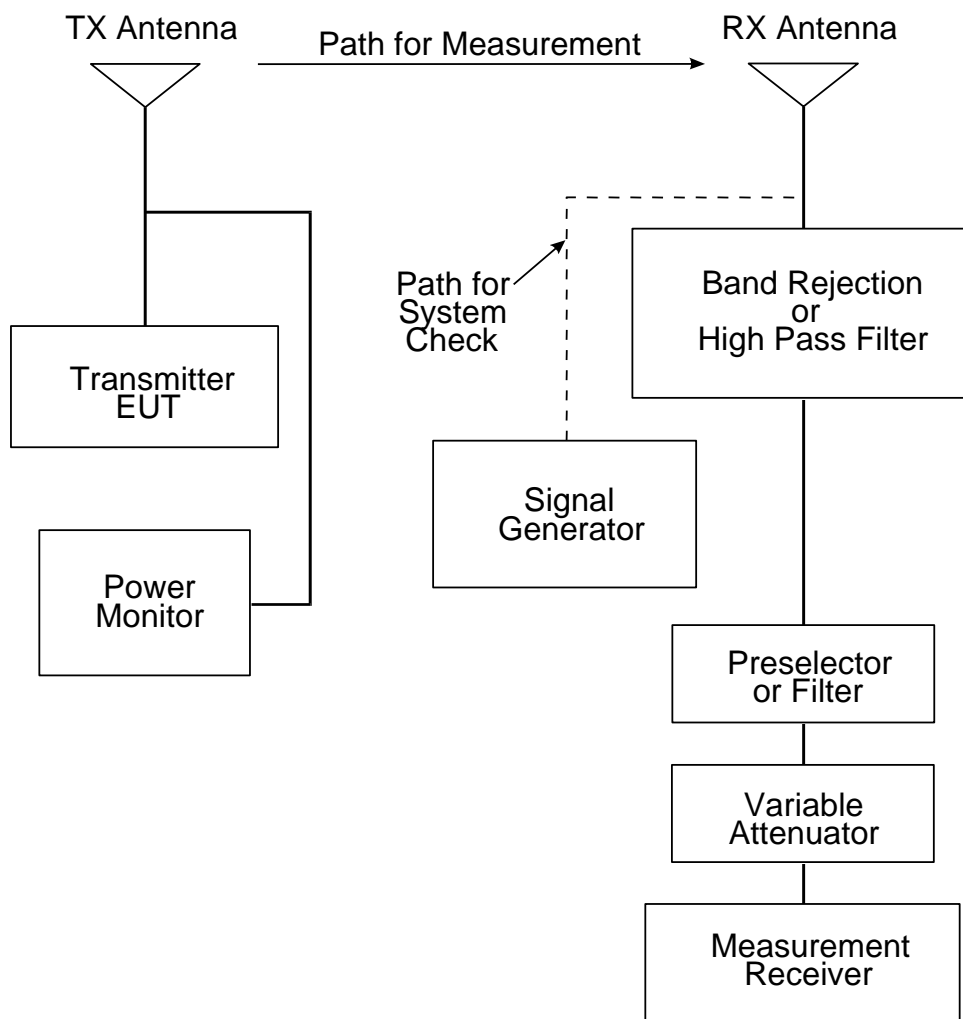 TX Antenna
Path for Measurement
RX Antenna
Path for
System
Check
Band Rejection
or
High Pass Filter
Transmitter
EUT
Signal
Generator
Power
Monitor
Preselector
or Filter
Variable
Attenuator
Measurement
Receiver